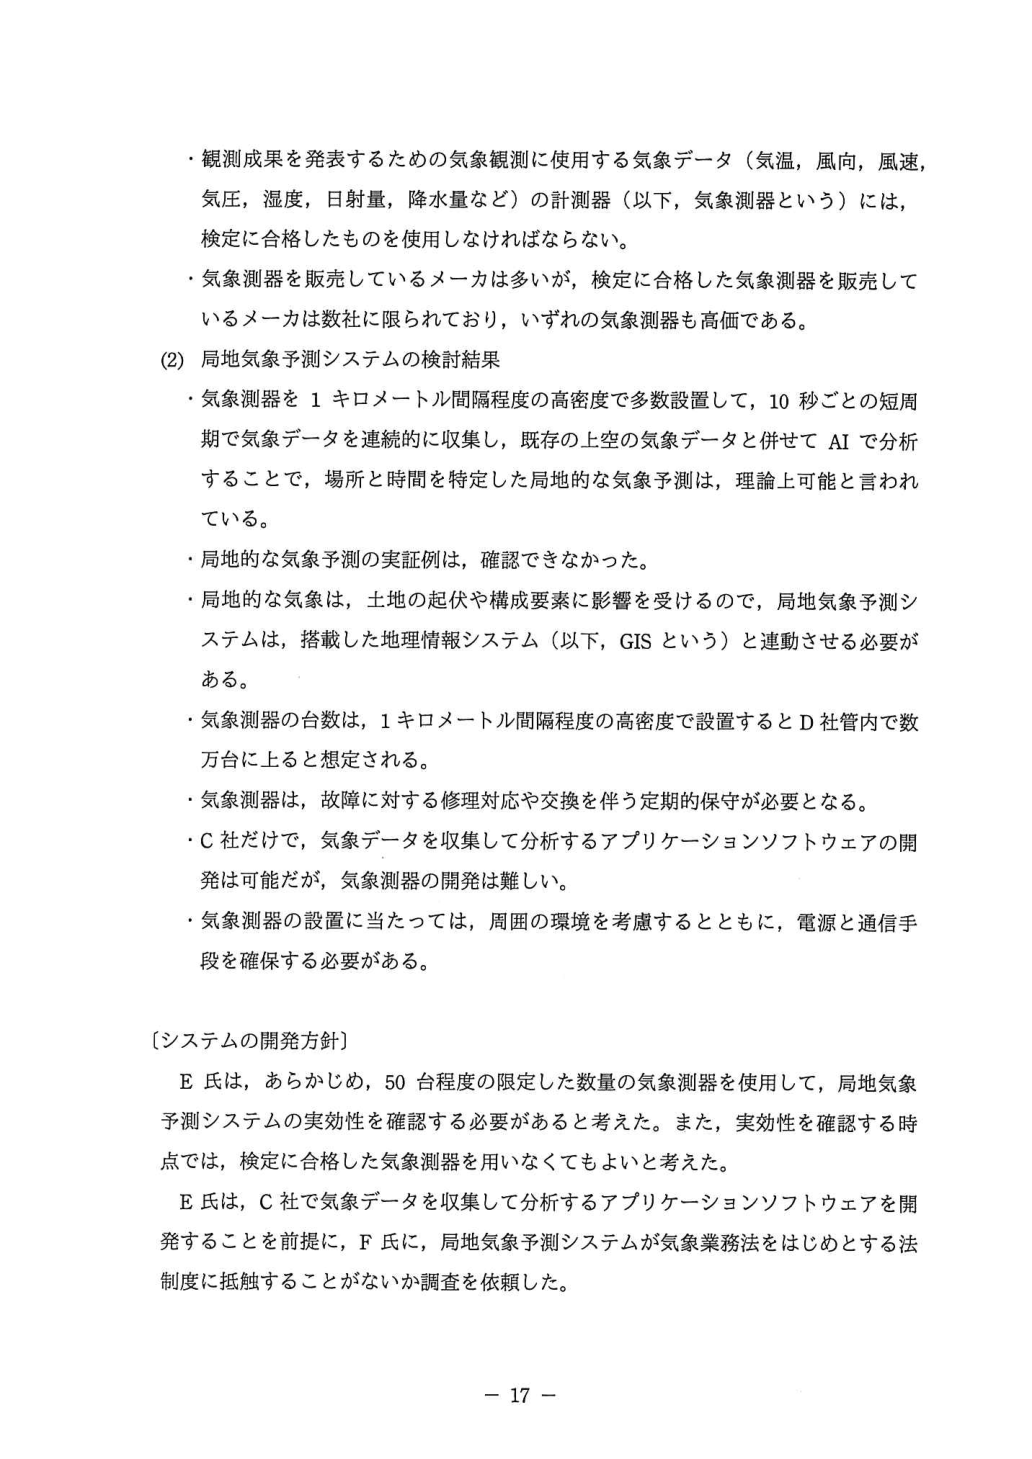 ・観測成果を発表するための気象観測に使用する気象データ（気温，風向，風速，
気圧，湿度，日射量，降水量など）の計測器（以下，気象測器という）には，
検定に合格したものを使用しなければならない。
・気象測器を販売しているメーカは多いが，検定に合格した気象測器を販売して
いるメーカは数社に限られており，いずれの気象測器も高価である。
(2) 局地気象予測システムの検討結果
・気象測器を 1 キロメートル間隔程度の高密度で多数設置して，10 秒ごとの短周
期で気象データを連続的に収集し，既存の上空の気象データと併せて AI で分析
することで，場所と時間を特定した局地的な気象予測は，理論上可能と言われ
ている。
・局地的な気象予測の実証例は，確認できなかった。
・局地的な気象は，土地の起伏や構成要素に影響を受けるので，局地気象予測シ
ステムは，搭載した地理情報システム（以下，GIS という）と連動させる必要が
ある。
・気象測器の台数は，1 キロメートル間隔程度の高密度で設置すると D 社管内で数
万台に上ると想定される。
・気象測器は，故障に対する修理対応や交換を伴う定期的保守が必要となる。
・C 社だけで，気象データを収集して分析するアプリケーションソフトウェアの開
発は可能だが，気象測器の開発は難しい。
・気象測器の設置に当たっては，周囲の環境を考慮するとともに，電源と通信手
段を確保する必要がある。
〔システムの開発方針〕
E 氏は，あらかじめ，50 台程度の限定した数量の気象測器を使用して，局地気象
予測システムの実効性を確認する必要があると考えた。また，実効性を確認する時
点では，検定に合格した気象測器を用いなくてもよいと考えた。
E 氏は，C 社で気象データを収集して分析するアプリケーションソフトウェアを開
発することを前提に，F 氏に，局地気象予測システムが気象業務法をはじめとする法
制度に抵触することがないか調査を依頼した。
－ 17 －